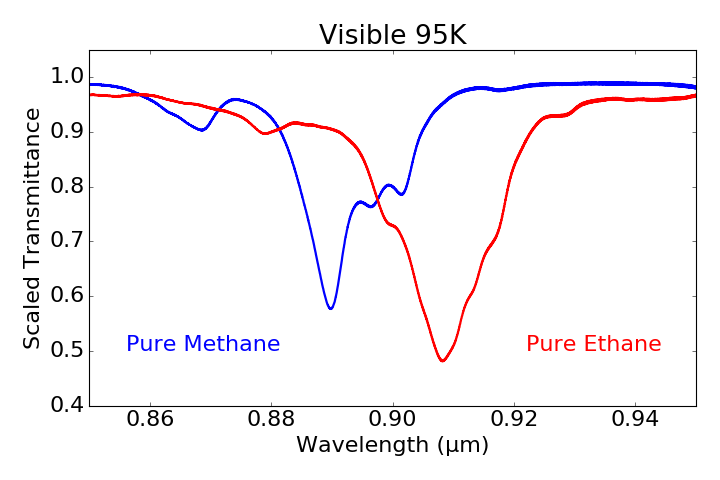 Visible 95K
1.0
0.9
0.8
0.7
0.6
0.5
0.4
Scaled Transmittance
Pure Methane
Pure Ethane
0.86
0.88
0.90
0.92
0.94
Wavelength (μm)